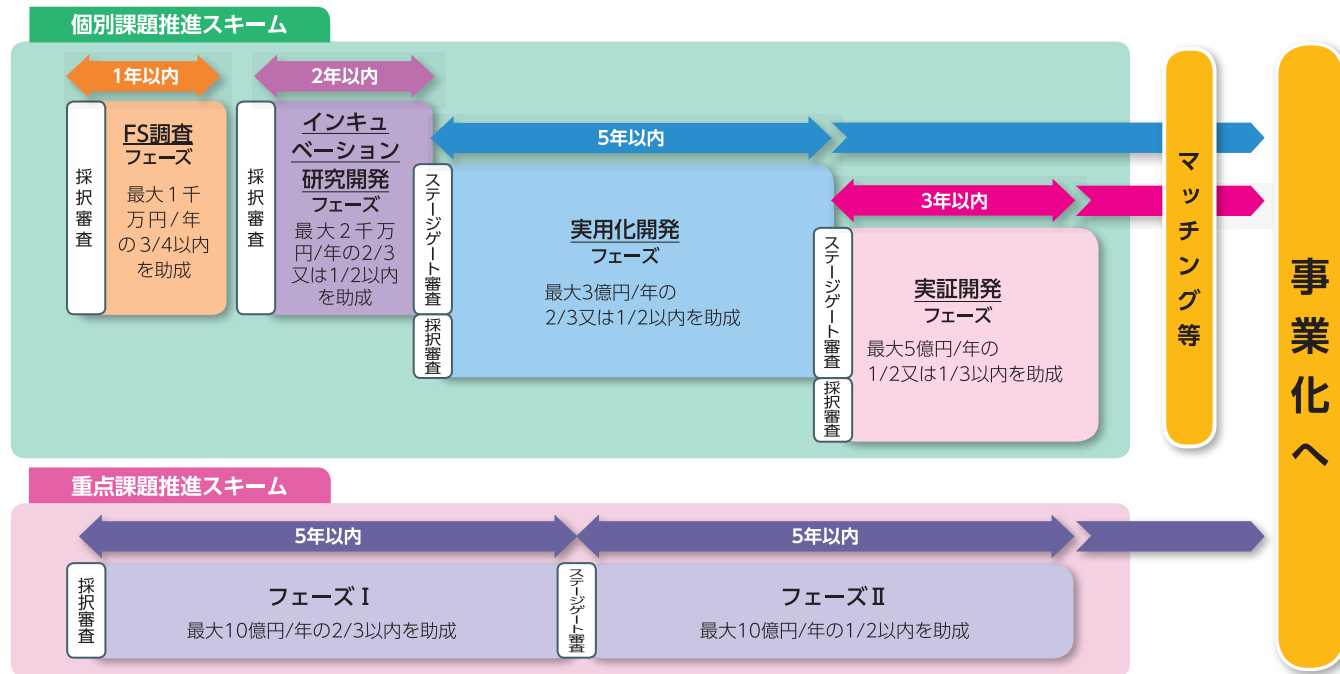 個別課題推進スキーム
1年以内
採択審査
FS調査
フェーズ
最大1千
万円/年
の3/4以内
を助成
2年以内
採択審査
インキュ
ベーション
研究開発
フェーズ
最大2千万
円/年の2/3
又は1/2以内
を助成
5年以内
ステージゲート審査
採択審査
実用化開発
フェーズ
最大3億円/年の
2/3又は1/2以内を助成
3年以内
ステージゲート審査
採択審査
実証開発
フェーズ
最大5億円/年の
1/2又は1/3以内を助成
マッチング等
事業化へ
重点課題推進スキーム
5年以内
採択審査
フェーズⅠ
最大10億円/年の2/3以内を助成
5年以内
ステージゲート審査
フェーズⅡ
最大10億円/年の1/2以内を助成